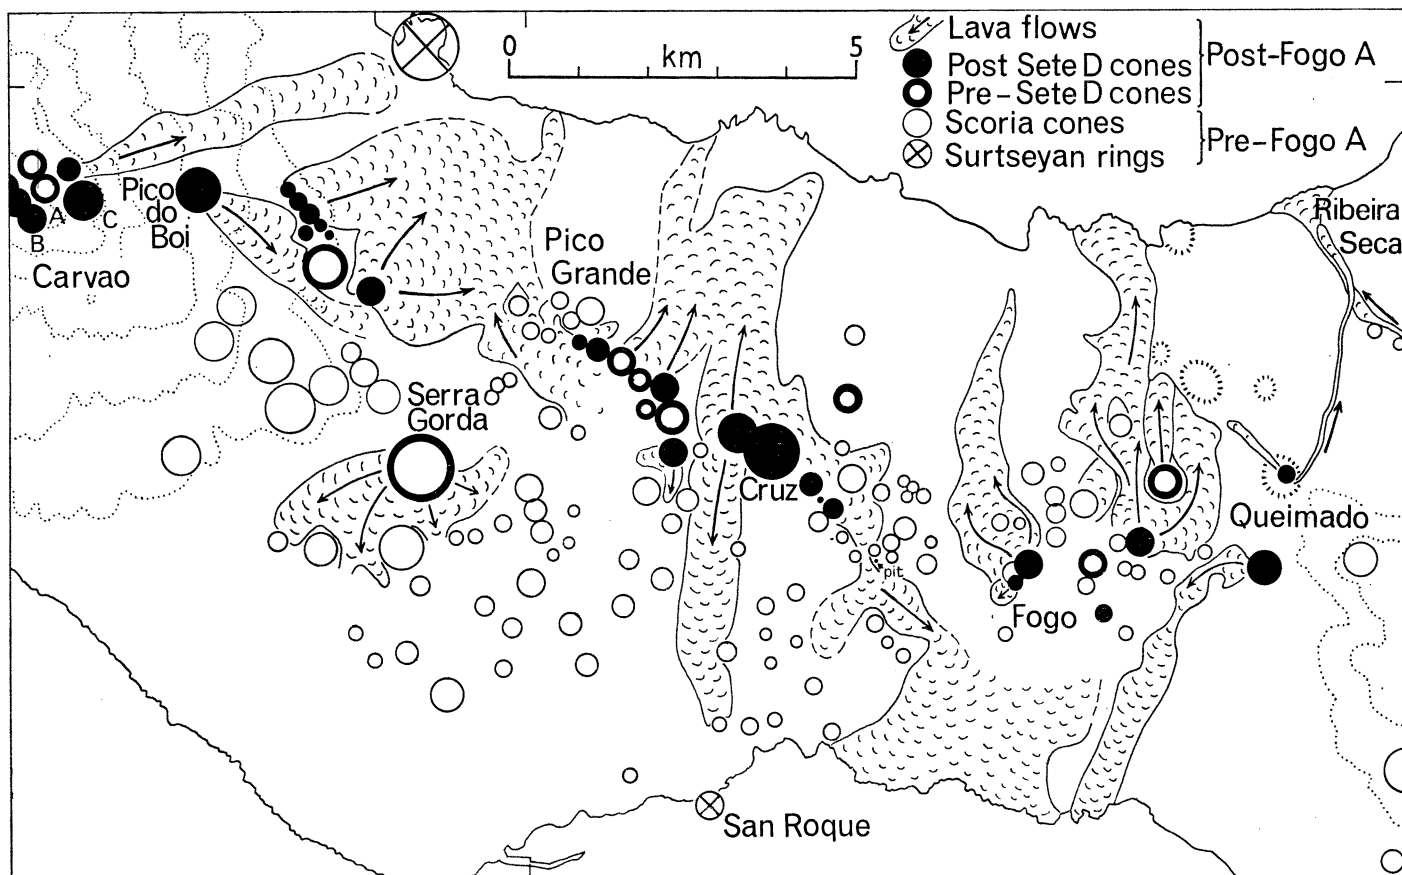 0 5
km
Lava flows
Post Sete D cones
Pre-Sete D cones
Post-Fogo A
Scoria cones
Surtseyan rings
Pre-Fogo A
Pico
do
Boi
A
B
C
Carvao
Pico
Grande
Ribeira
Seca
Serra
Gorda
Cruz
pit
Queimado
Fogo
San Roque